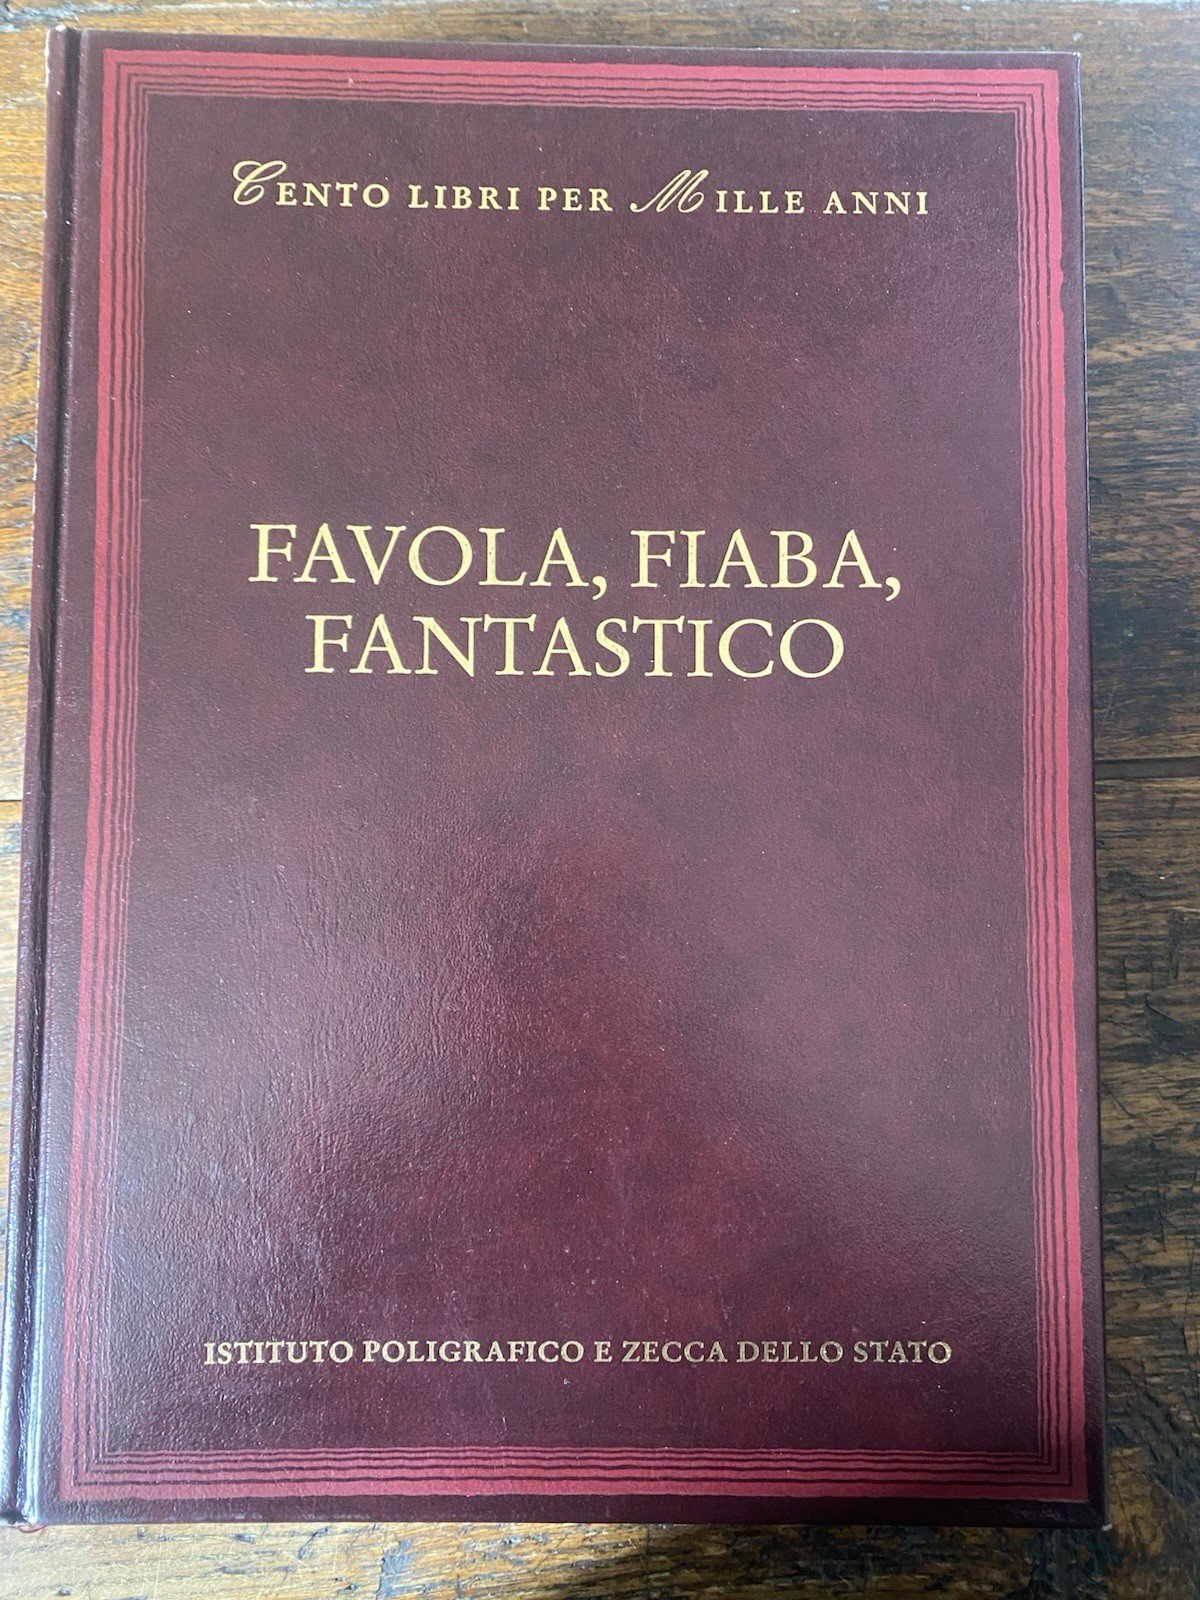 CENTO LIBRI PER MILLE ANNI
FAVOLA, FIABA,
FANTASTICO
ISTITUTO POLIGRAFICO E ZECCA DELLO STATO